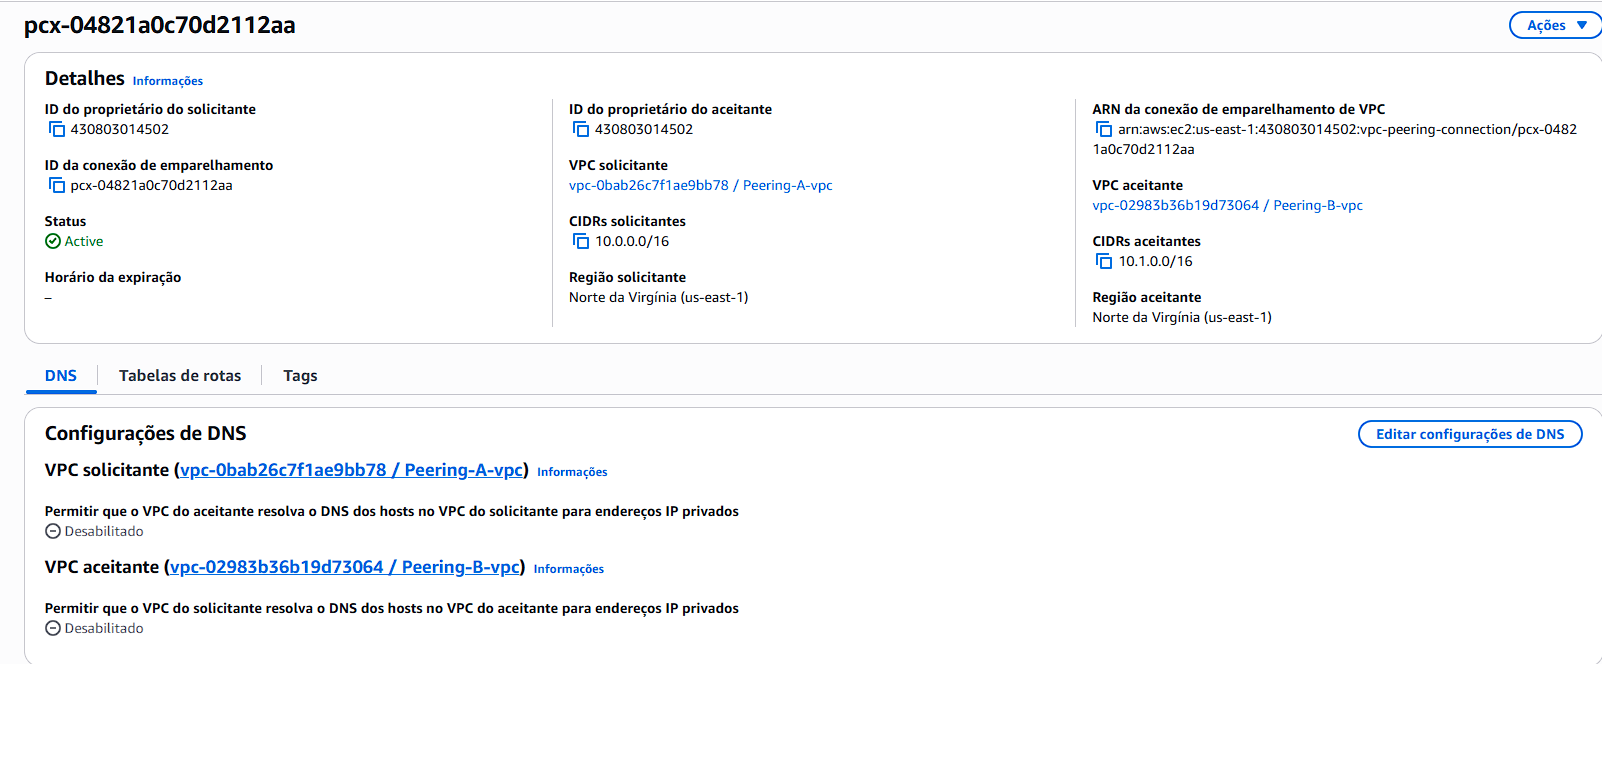 pcx-04821a0c70d2112aa
Ações
Detalhes Informações
ID do proprietário do solicitante
430803014502
ID da conexão de emparelhamento
pcx-04821a0c70d2112aa
Status
Active
Horário da expiração
–
ID do proprietário do aceitante
430803014502
VPC solicitante
vpc-0bab26c7f1ae9bb78 / Peering-A-vpc
CIDRs solicitantes
10.0.0.0/16
Região solicitante
Norte da Virgínia (us-east-1)
ARN da conexão de emparelhamento de VPC
arn:aws:ec2:us-east-1:430803014502:vpc-peering-connection/pcx-0482
1a0c70d2112aa
VPC aceitante
vpc-02983b36b19d73064 / Peering-B-vpc
CIDRs aceitantes
10.1.0.0/16
Região aceitante
Norte da Virgínia (us-east-1)
DNS
Tabelas de rotas
Tags
Configurações de DNS
Editar configurações de DNS
VPC solicitante (vpc-0bab26c7f1ae9bb78 / Peering-A-vpc) Informações
Permitir que o VPC do aceitante resolva o DNS dos hosts no VPC do solicitante para endereços IP privados
Desabilitado
VPC aceitante (vpc-02983b36b19d73064 / Peering-B-vpc) Informações
Permitir que o VPC do solicitante resolva o DNS dos hosts no VPC do aceitante para endereços IP privados
Desabilitado